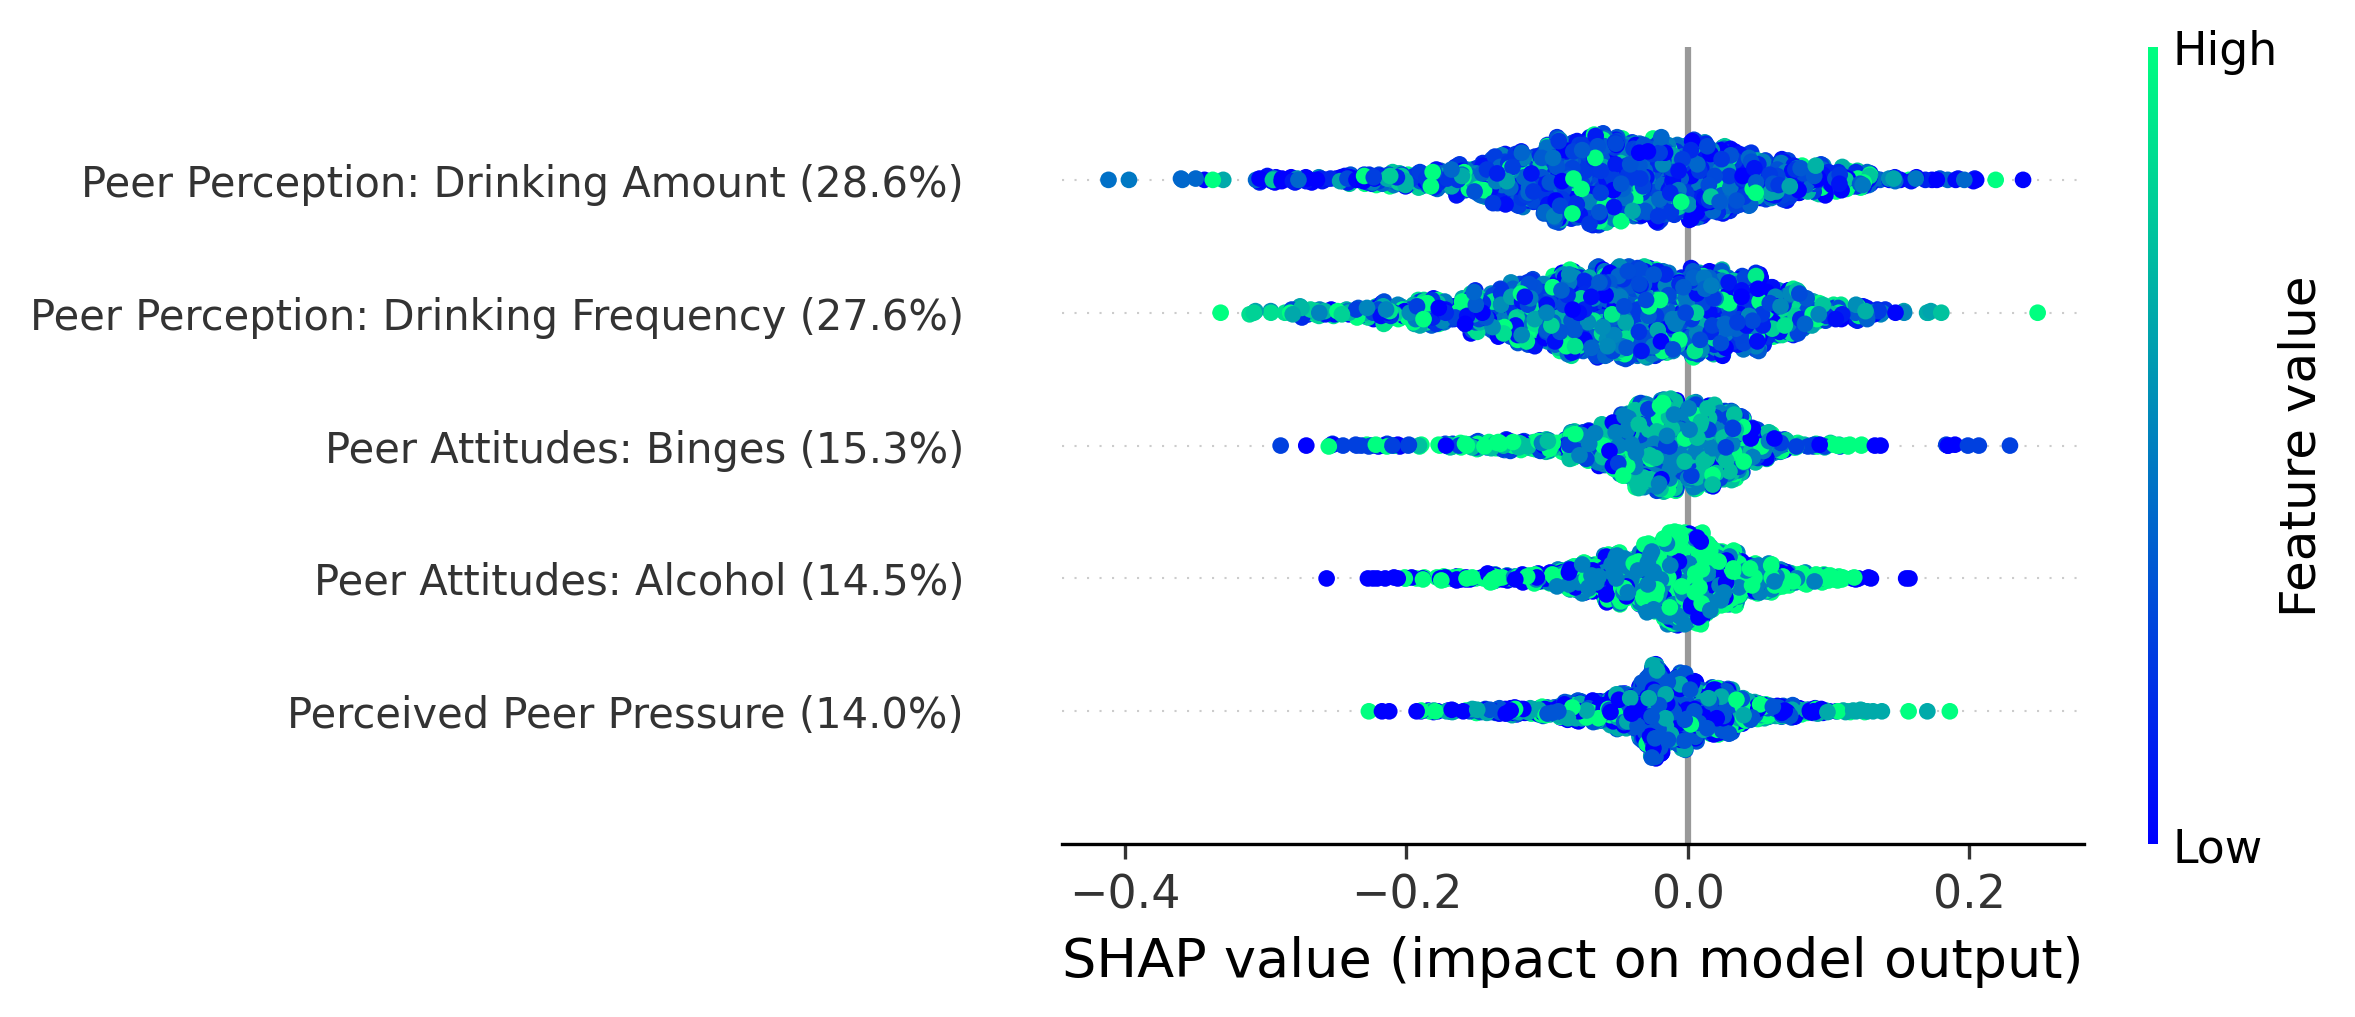 High
Peer Perception: Drinking Amount (28.6%)
Peer Perception: Drinking Frequency (27.6%)
Peer Attitudes: Binges (15.3%)
Peer Attitudes: Alcohol (14.5%)
Perceived Peer Pressure (14.0%)
Feature value
Low
−0.4 −0.2 0.0 0.2
SHAP value (impact on model output)